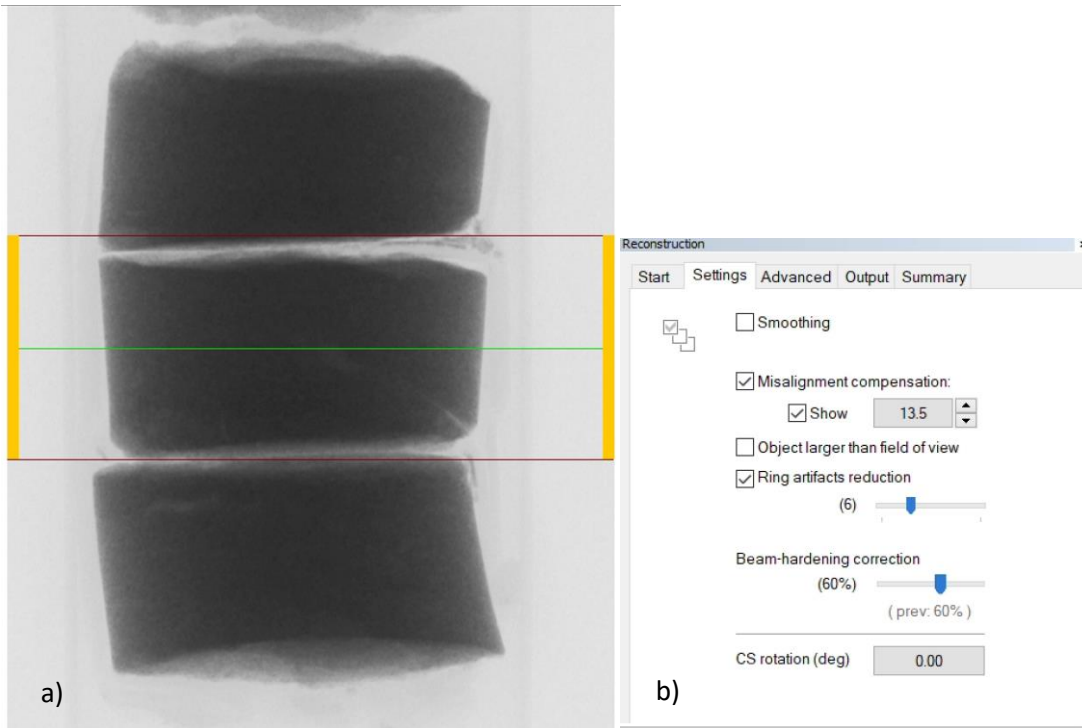 Reconstruction
Start Settings Advanced Output Summary
Smoothing
Misalignment compensation:
Show 13.5
Object larger than field of view
Ring artifacts reduction
(6)
Beam-hardening correction
(60%)
( prev: 60% )
CS rotation (deg) 0.00
a)
b)